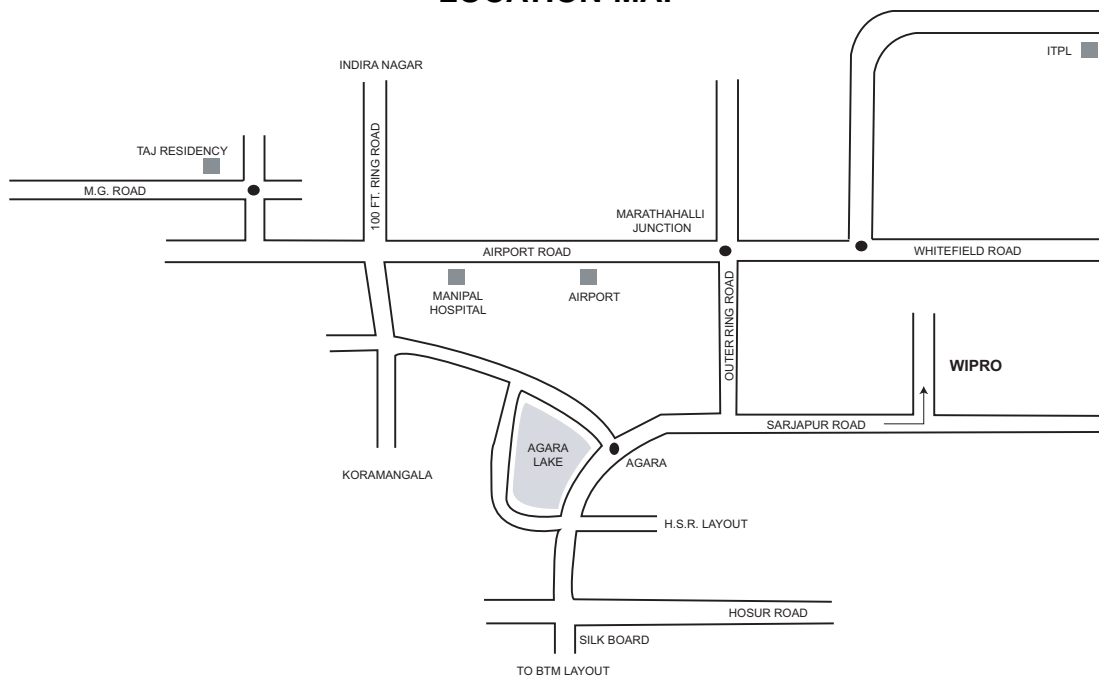 LOCATION MAP
ITPL
INDIRA NAGAR
100 FT. RING ROAD
TAJ RESIDENCY
M.G. ROAD
MARATHAHALLI
JUNCTION
AIRPORT ROAD
WHITEFIELD ROAD
MANIPAL
HOSPITAL
AIRPORT
OUTER RING ROAD
WIPRO
SARJAPUR ROAD
AGARA
LAKE
AGARA
KORAMANGALA
H.S.R. LAYOUT
HOSUR ROAD
SILK BOARD
TO BTM LAYOUT